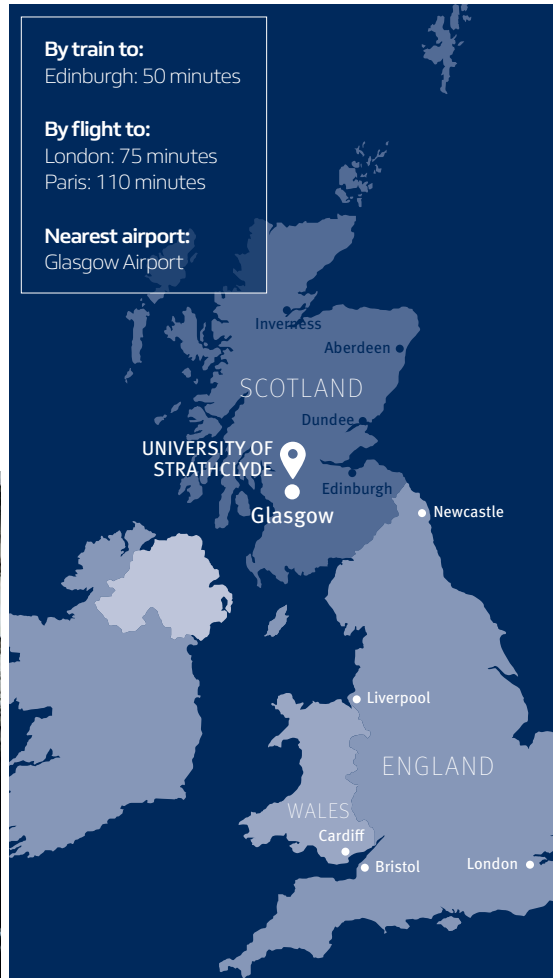 By train to:
Edinburgh: 50 minutes
By flight to:
London: 75 minutes
Paris: 110 minutes
Nearest airport:
Glasgow Airport
Inverness
Aberdeen
SCOTLAND
Dundee
UNIVERSITY OF
STRATHCLYDE
Edinburgh
Glasgow
Newcastle
Liverpool
ENGLAND
WALES
Cardiff
Bristol
London